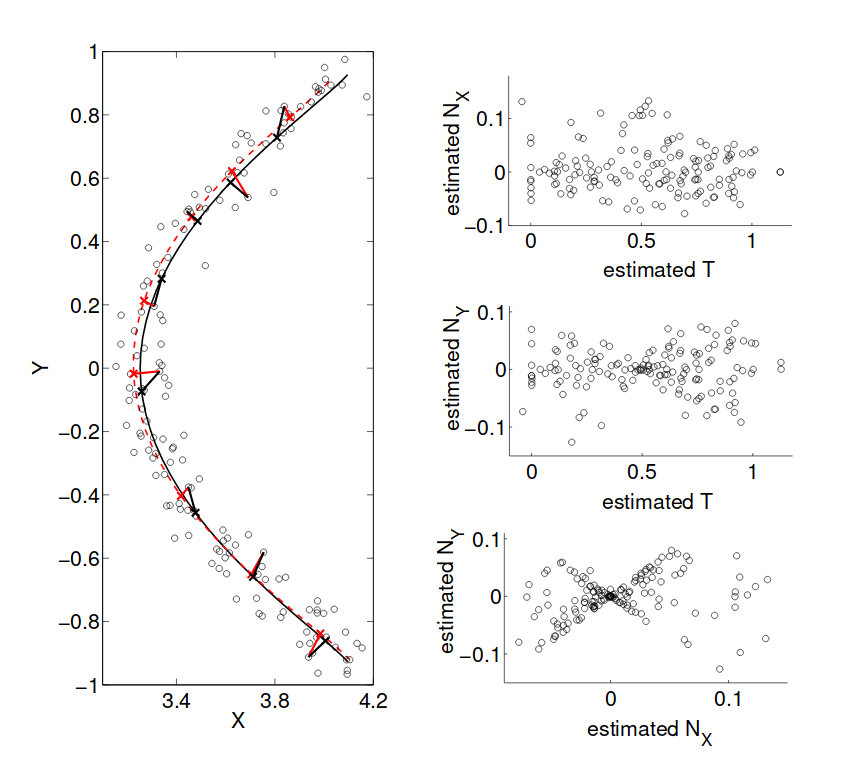 1
0.8
0.6
0.4
0.2
0
−0.2
−0.4
−0.6
−0.8
−1
Y
3.4 3.8 4.2
X
estimated N_X
0.1
0
−0.1
0 0.5 1
estimated T
estimated N_Y
0.1
0
−0.1
0 0.5 1
estimated T
estimated N_Y
0.1
0
−0.1
0 0.1
estimated N_X